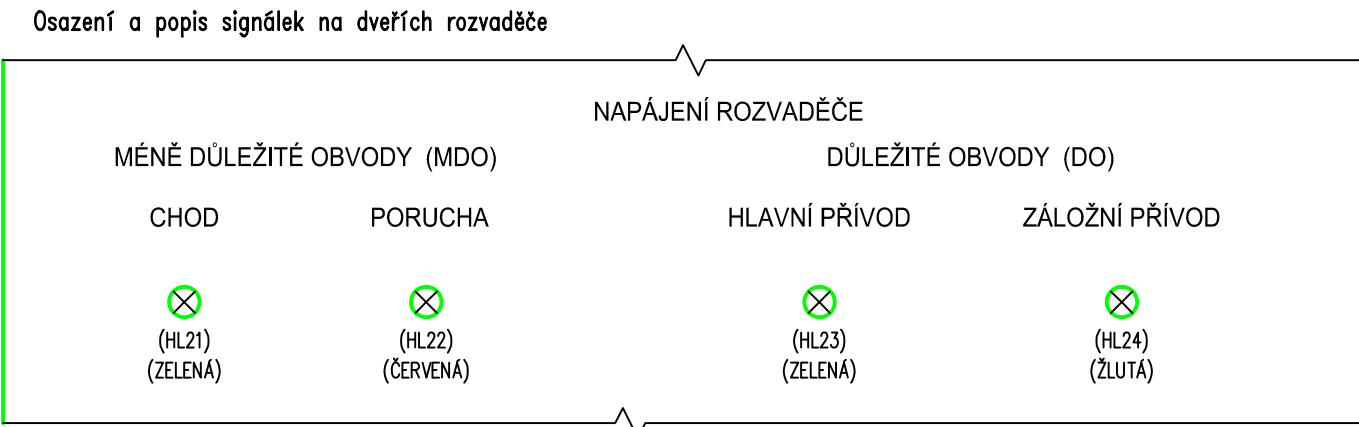 Osazení a popis signálek na dveřích rozvaděče
NAPÁJENÍ ROZVADĚČE
MÉNĚ DŮLEŽITÉ OBVODY (MDO) DŮLEŽITÉ OBVODY (DO)
CHOD PORUCHA HLAVNÍ PŘÍVOD ZÁLOŽNÍ PŘÍVOD
(HL21) (HL22) (HL23) (HL24)
(ZELENÁ) (ČERVENÁ) (ZELENÁ) (ŽLUTÁ)